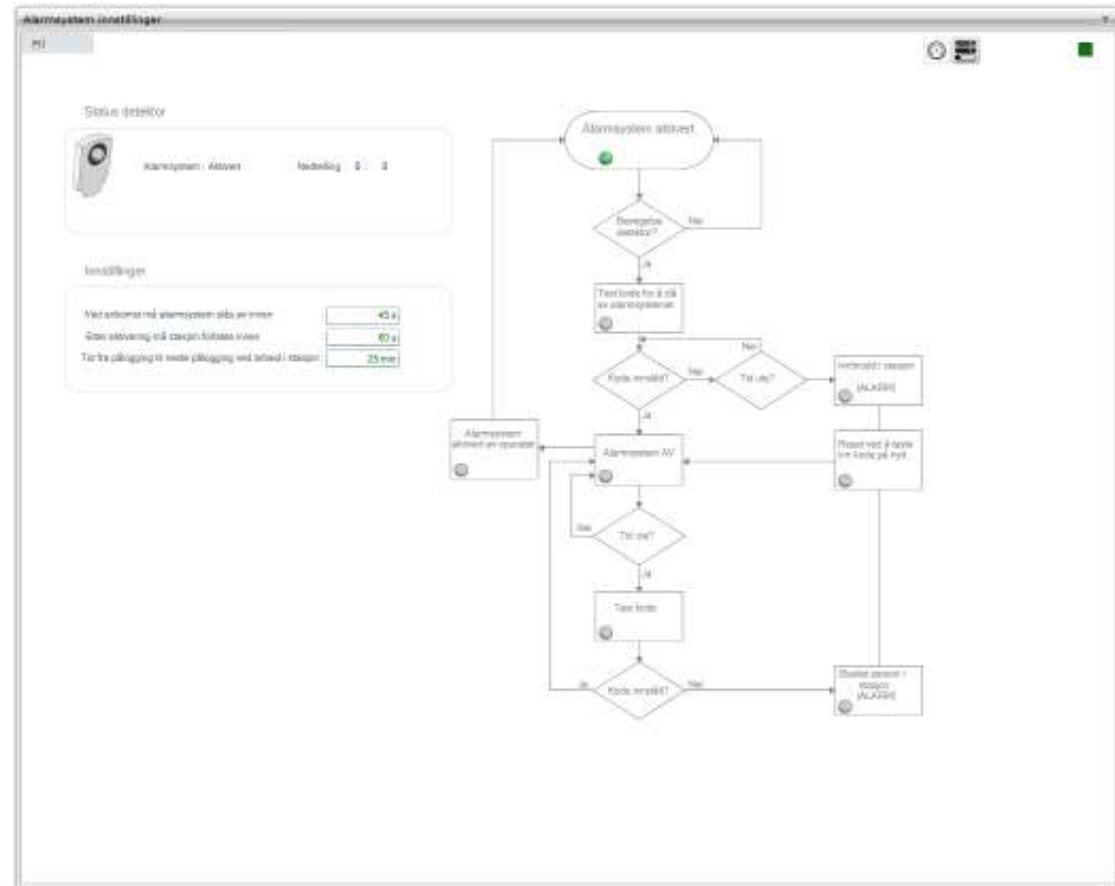 Alarmsystem innstillinger
Status detektor
Alarmsystem - Aktivert
Nedtelling 0 : 0
Innstillinger
Ved ankomst må alarmsystem slås av innen
45 s
Etter aktivering må stasjon forlates innen
60 s
Tid fra pålogging til neste pålogging ved arbeid i stasjon
25 min
Alarmsystem aktivert
Bevegelse
detektor?
Nei
Ja
Tast kode for å slå
av alarmsystemet
Kode innslått?
Nei
Tid ute?
Nei
Innbrudd i stasjon
(ALARM)
Ja
Alarmsystem
aktivert av operatør
Alarmsystem AV
Reset ved å taste
inn kode på nytt
Tid ute?
Nei
Ja
Tast kode
Kode innslått?
Ja
Nei
person i
stasjon
(ALARM)